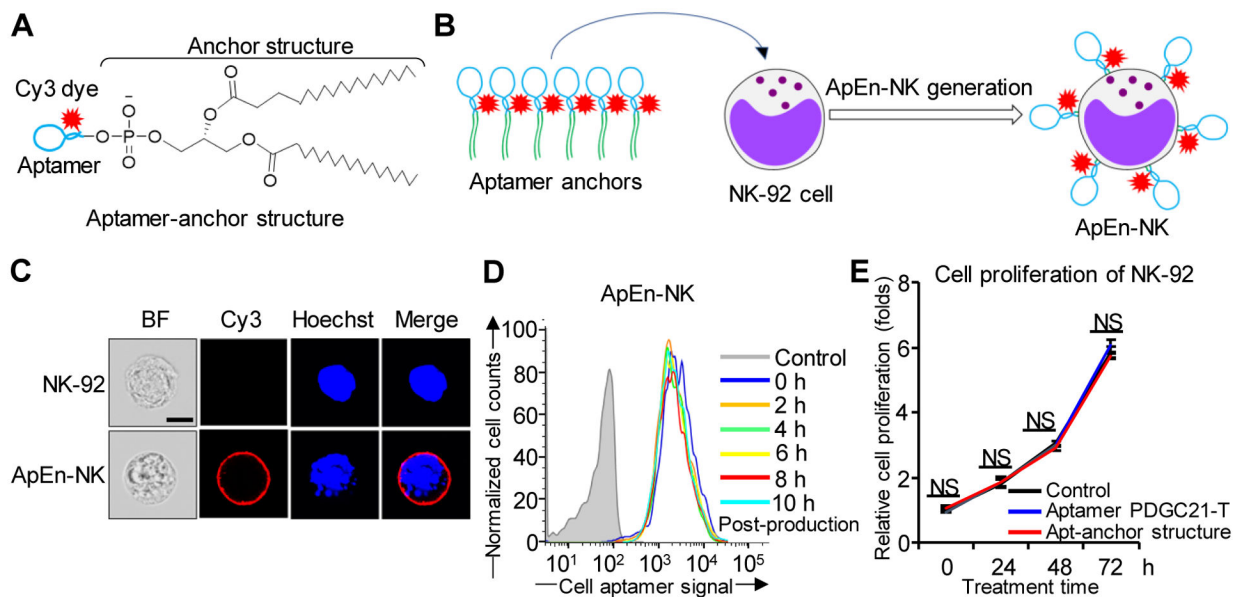 A
Anchor structure
Cy3 dye
Aptamer
O
O
O
O
P
O⁻
O
O
Aptamer-anchor structure
B
Aptamer anchors
NK-92 cell
ApEn-NK generation
ApEn-NK
C
BF Cy3 Hoechst Merge
NK-92
ApEn-NK
D
ApEn-NK
Normalized cell counts
100
80
60
40
20
0
10¹ 10² 10³ 10⁴ 10⁵
Cell aptamer signal
Control
0 h
2 h
4 h
6 h
8 h
10 h
Post-production
E
Cell proliferation of NK-92
Relative cell proliferation (folds)
8
6
4
2
0
NS
NS
NS
NS
Control
Aptamer PDGC21-T
Apt-anchor structure
0 24 48 72 h
Treatment time